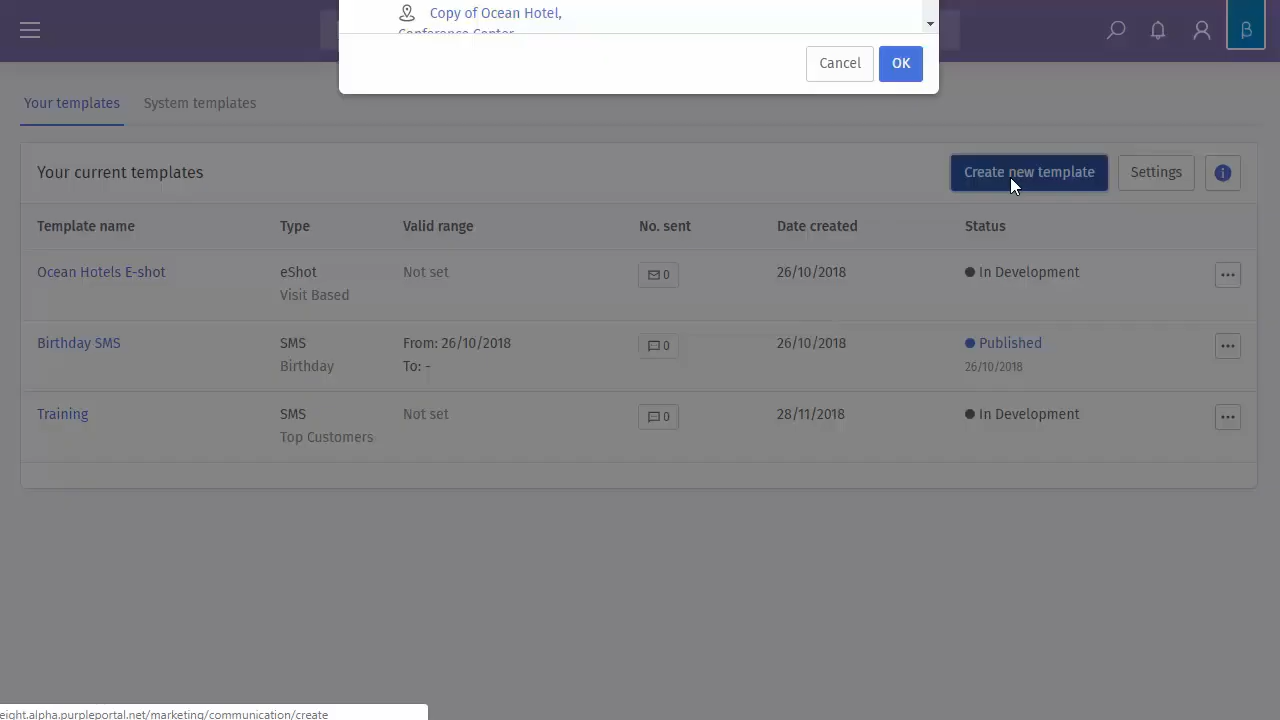 Copy of Ocean Hotel,
Conference Center
Cancel
OK
β
Your templates
System templates
Your current templates
Create new template
Settings
Template name
Type
Valid range
No. sent
Date created
Status
Ocean Hotels E-shot
eShot
Visit Based
Not set
0
26/10/2018
In Development
Birthday SMS
SMS
Birthday
From: 26/10/2018
To: -
0
26/10/2018
Published
26/10/2018
Training
SMS
Top Customers
Not set
0
28/11/2018
In Development
eight.alpha.purpleportal.net/marketing/communication/create